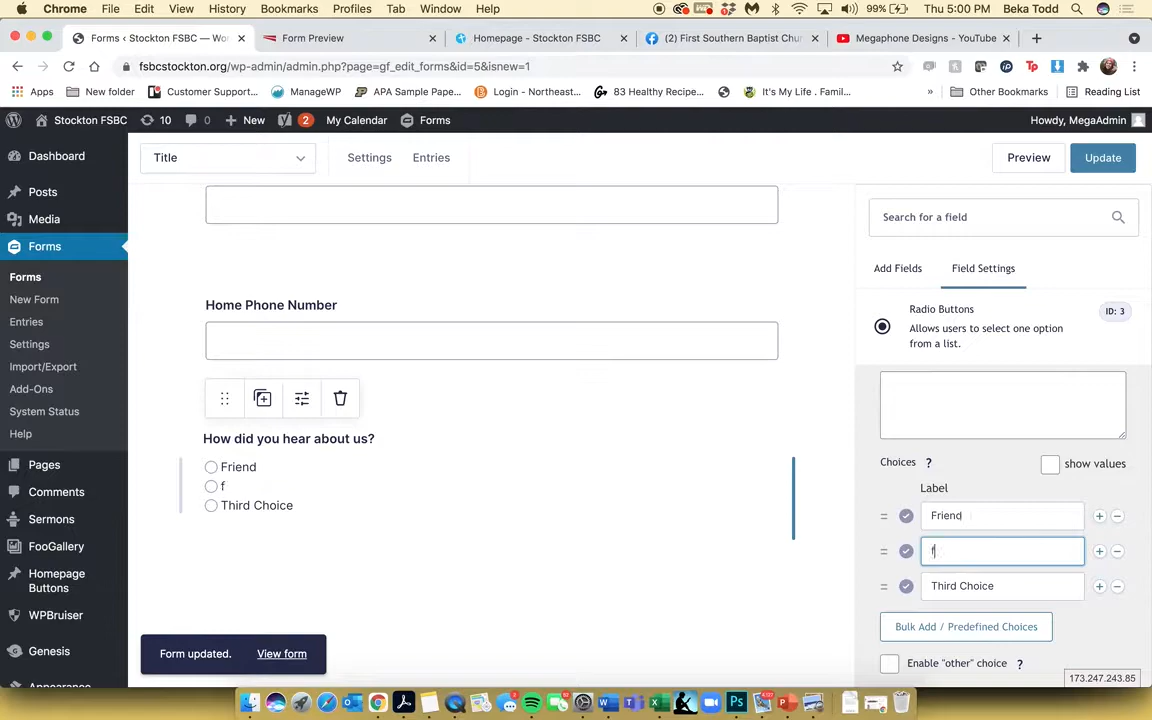 Chrome File Edit View History Bookmarks Profiles Tab Window Help 99% Thu 5:00 PM Beka Todd
Forms ‹ Stockton FSBC — Wor Form Preview Homepage - Stockton FSBC (2) First Southern Baptist Chur Megaphone Designs - YouTube
fsbcstockton.org/wp-admin/admin.php?page=gf_edit_forms&id=5&isnew=1
Apps New folder Customer Support... ManageWP APA Sample Pape... Login - Northeast... 83 Healthy Recipe... It's My Life . Famil... » Other Bookmarks Reading List
Stockton FSBC 10 0 New 2 My Calendar Forms Howdy, MegaAdmin
Dashboard
Posts
Media
Forms
Forms
New Form
Entries
Settings
Import/Export
Add-Ons
System Status
Help
Pages
Comments
Sermons
FooGallery
Homepage
Buttons
WPBruiser
Genesis
Appearance
Title Settings Entries Preview Update
Home Phone Number
How did you hear about us?
Friend
f
Third Choice
Form updated. View form
Search for a field
Add Fields Field Settings
Radio Buttons ID: 3
Allows users to select one option
from a list.
Choices ? show values
Label
Friend
f
Third Choice
Bulk Add / Predefined Choices
Enable "other" choice ?
173.247.243.85